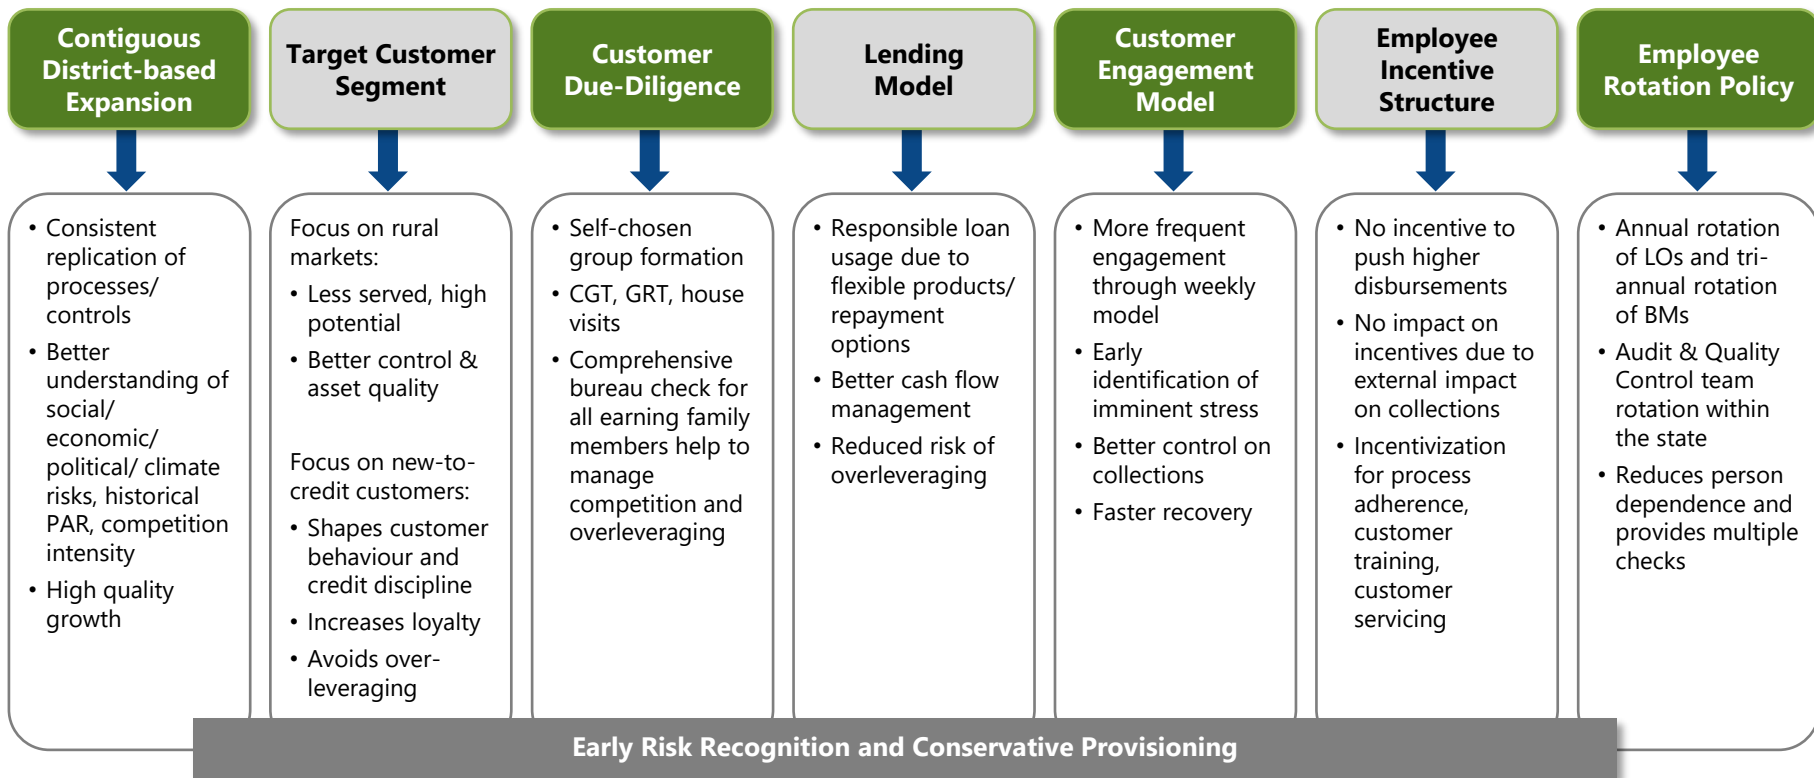 Contiguous
District-based
Expansion
Target Customer
Segment
Customer
Due-Diligence
Lending
Model
Customer
Engagement
Model
Employee
Incentive
Structure
Employee
Rotation Policy
• Consistent
replication of
processes/
controls
• Better
understanding of
social/
economic/
political/ climate
risks, historical
PAR, competition
intensity
• High quality
growth
Focus on rural
markets:
• Less served, high
potential
• Better control &
asset quality
Focus on new-to-
credit customers:
• Shapes customer
behaviour and
credit discipline
• Increases loyalty
• Avoids over-
leveraging
• Self-chosen
group formation
• CGT, GRT, house
visits
• Comprehensive
bureau check for
all earning family
members help to
manage
competition and
overleveraging
• Responsible loan
usage due to
flexible products/
repayment
options
• Better cash flow
management
• Reduced risk of
overleveraging
• More frequent
engagement
through weekly
model
• Early
identification of
imminent stress
• Better control on
collections
• Faster recovery
• No incentive to
push higher
disbursements
• No impact on
incentives due to
external impact
on collections
• Incentivization
for process
adherence,
customer
training,
customer
servicing
• Annual rotation
of LOs and tri-
annual rotation
of BMs
• Audit & Quality
Control team
rotation within
the state
• Reduces person
dependence and
provides multiple
checks
Early Risk Recognition and Conservative Provisioning